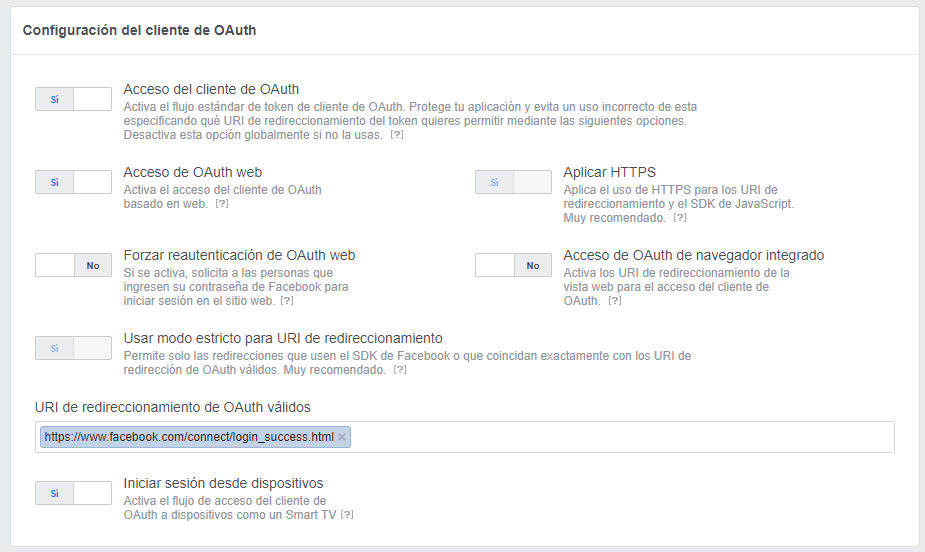 Configuración del cliente de OAuth
Sí
Acceso del cliente de OAuth
Activa el flujo estándar de token de cliente de OAuth. Protege tu aplicación y evita un uso incorrecto de esta
especificando qué URI de redireccionamiento del token quieres permitir mediante las siguientes opciones.
Desactiva esta opción globalmente si no la usas. [?]
Sí
Acceso de OAuth web
Activa el acceso del cliente de OAuth
basado en web. [?]
Sí
Aplicar HTTPS
Aplica el uso de HTTPS para los URI de
redireccionamiento y el SDK de JavaScript.
Muy recomendado. [?]
No
Forzar reautenticación de OAuth web
Si se activa, solicita a las personas que
ingresen su contraseña de Facebook para
iniciar sesión en el sitio web. [?]
No
Acceso de OAuth de navegador integrado
Activa los URI de redireccionamiento de la
vista web para el acceso del cliente de
OAuth. [?]
Sí
Usar modo estricto para URI de redireccionamiento
Permite solo las redirecciones que usen el SDK de Facebook o que coincidan exactamente con los URI de
redirección de OAuth válidos. Muy recomendado. [?]
URI de redireccionamiento de OAuth válidos
https://www.facebook.com/connect/login_success.html ×
Sí
Iniciar sesión desde dispositivos
Activa el flujo de acceso del cliente de
OAuth a dispositivos como un Smart TV [?]